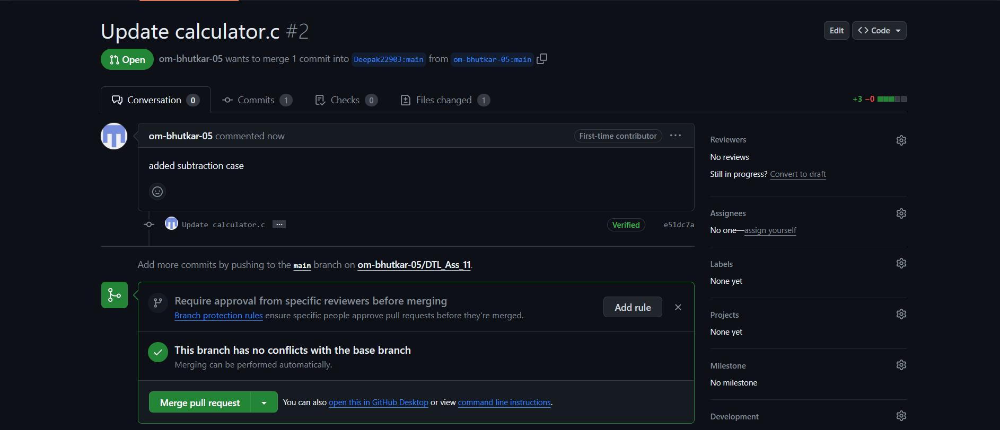 Update calculator.c #2
Edit
Code
Open
om-bhutkar-05 wants to merge 1 commit into Deepak22903:main from om-bhutkar-05:main
Conversation 0
Commits 1
Checks 0
Files changed 1
+3 −0
om-bhutkar-05 commented now
First-time contributor
added subtraction case
Update calculator.c
Verified
e51dc7a
Add more commits by pushing to the main branch on om-bhutkar-05/DTL_Ass_11.
Require approval from specific reviewers before merging
Branch protection rules ensure specific people approve pull requests before they're merged.
Add rule
This branch has no conflicts with the base branch
Merging can be performed automatically.
Merge pull request
You can also open this in GitHub Desktop or view command line instructions.
Reviewers
No reviews
Still in progress? Convert to draft
Assignees
No one—assign yourself
Labels
None yet
Projects
None yet
Milestone
No milestone
Development